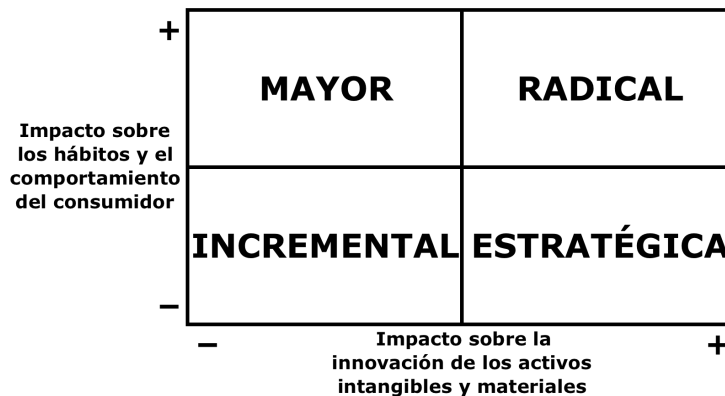 +
MAYOR
RADICAL
Impacto sobre
los hábitos y el
comportamiento
del consumidor
INCREMENTAL
ESTRATÉGICA
−
−
+
Impacto sobre la
innovación de los activos
intangibles y materiales